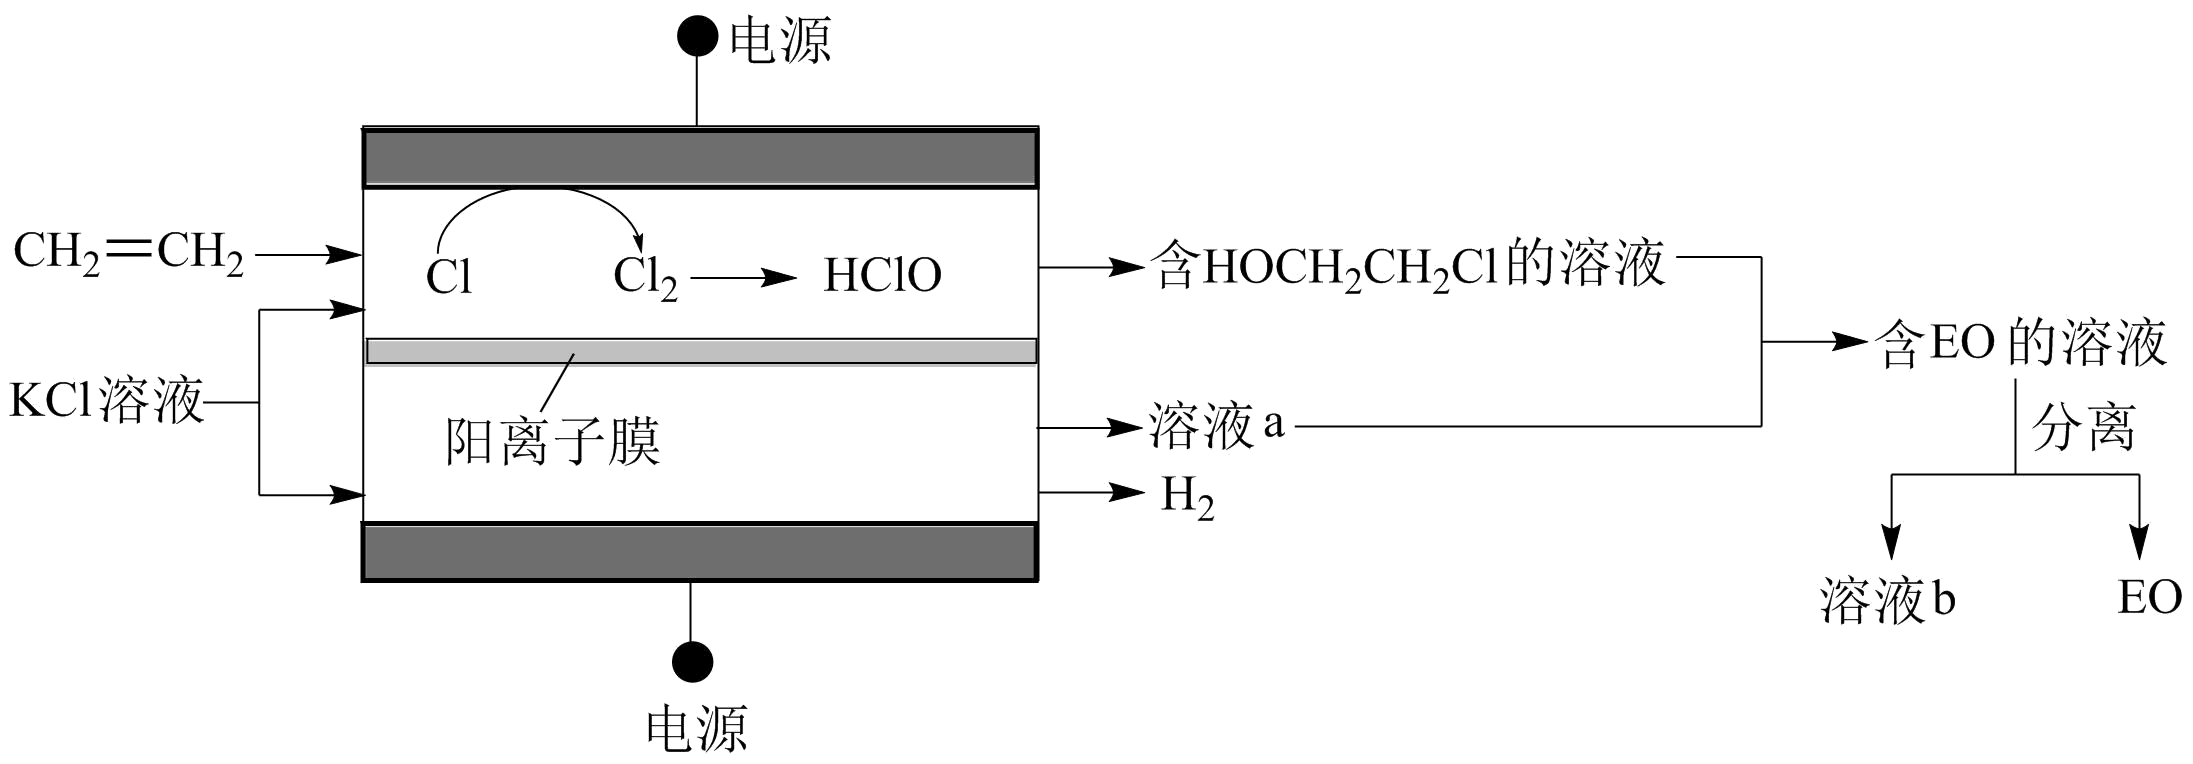 电源
CH₂═CH₂
Cl
Cl₂
HClO
含HOCH₂CH₂Cl的溶液
KCl溶液
阳离子膜
溶液a
H₂
含EO的溶液
分离
溶液b
EO
电源